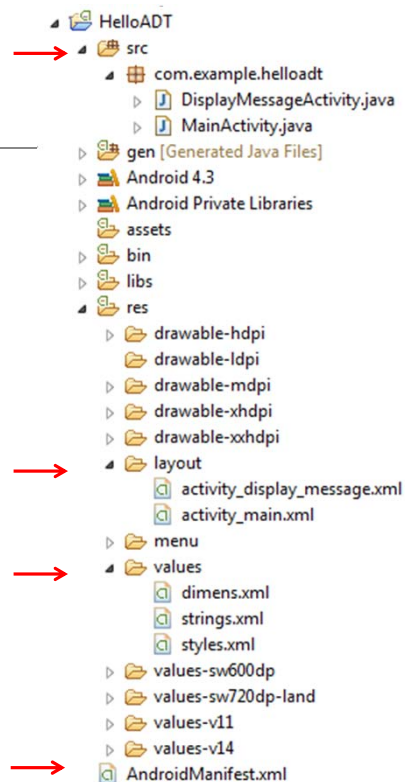 HelloADT
src
com.example.helloadt
DisplayMessageActivity.java
MainActivity.java
gen [Generated Java Files]
Android 4.3
Android Private Libraries
assets
bin
libs
res
drawable-hdpi
drawable-ldpi
drawable-mdpi
drawable-xhdpi
drawable-xxhdpi
layout
activity_display_message.xml
activity_main.xml
menu
values
dimens.xml
strings.xml
styles.xml
values-sw600dp
values-sw720dp-land
values-v11
values-v14
AndroidManifest.xml